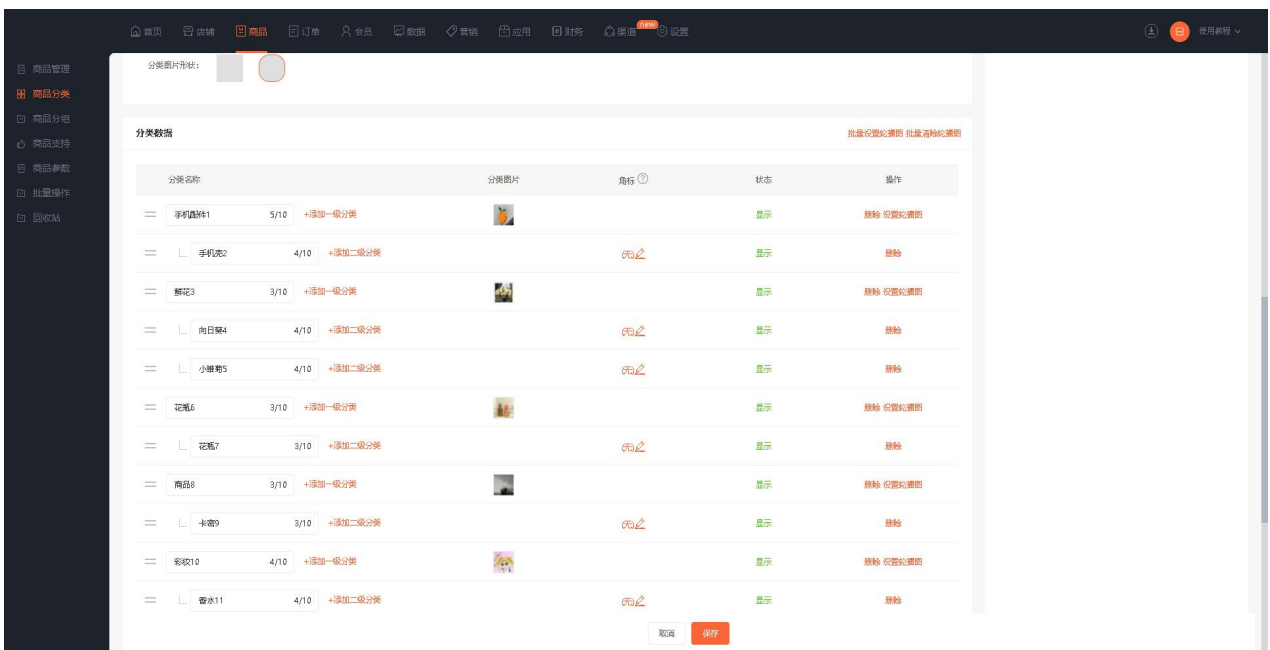 首页 店铺 商品 订单 会员 数据 营销 应用 财务 渠道 new 设置 使用教程
商品管理
商品分类
商品分组
商品支持
商品参数
批量操作
回收站
分类图片形状：
分类数据 批量设置轮播图 批量清除轮播图
分类名称 分类图片 角标 ? 状态 操作
手机配件1 5/10 +添加一级分类 显示 删除 设置轮播图
手机壳2 4/10 +添加二级分类 无 显示 删除
鲜花3 3/10 +添加一级分类 显示 删除 设置轮播图
向日葵4 4/10 +添加二级分类 无 显示 删除
小雏菊5 4/10 +添加二级分类 无 显示 删除
花瓶6 3/10 +添加一级分类 显示 删除 设置轮播图
花瓶7 3/10 +添加二级分类 无 显示 删除
商品8 3/10 +添加一级分类 显示 删除 设置轮播图
卡密9 3/10 +添加二级分类 无 显示 删除
彩妆10 4/10 +添加一级分类 显示 删除 设置轮播图
香水11 4/10 +添加二级分类 无 显示 删除
取消 保存